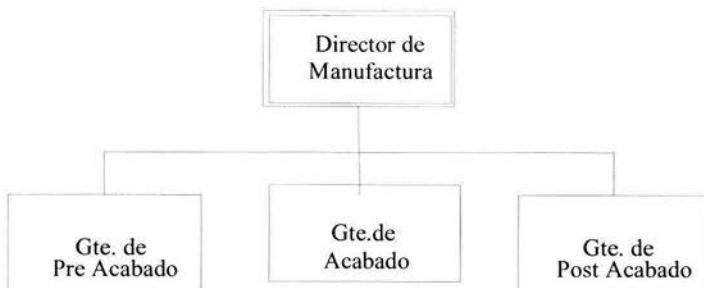 Director de
Manufactura
Gte. de
Pre Acabado
Gte.de
Acabado
Gte. de
Post Acabado